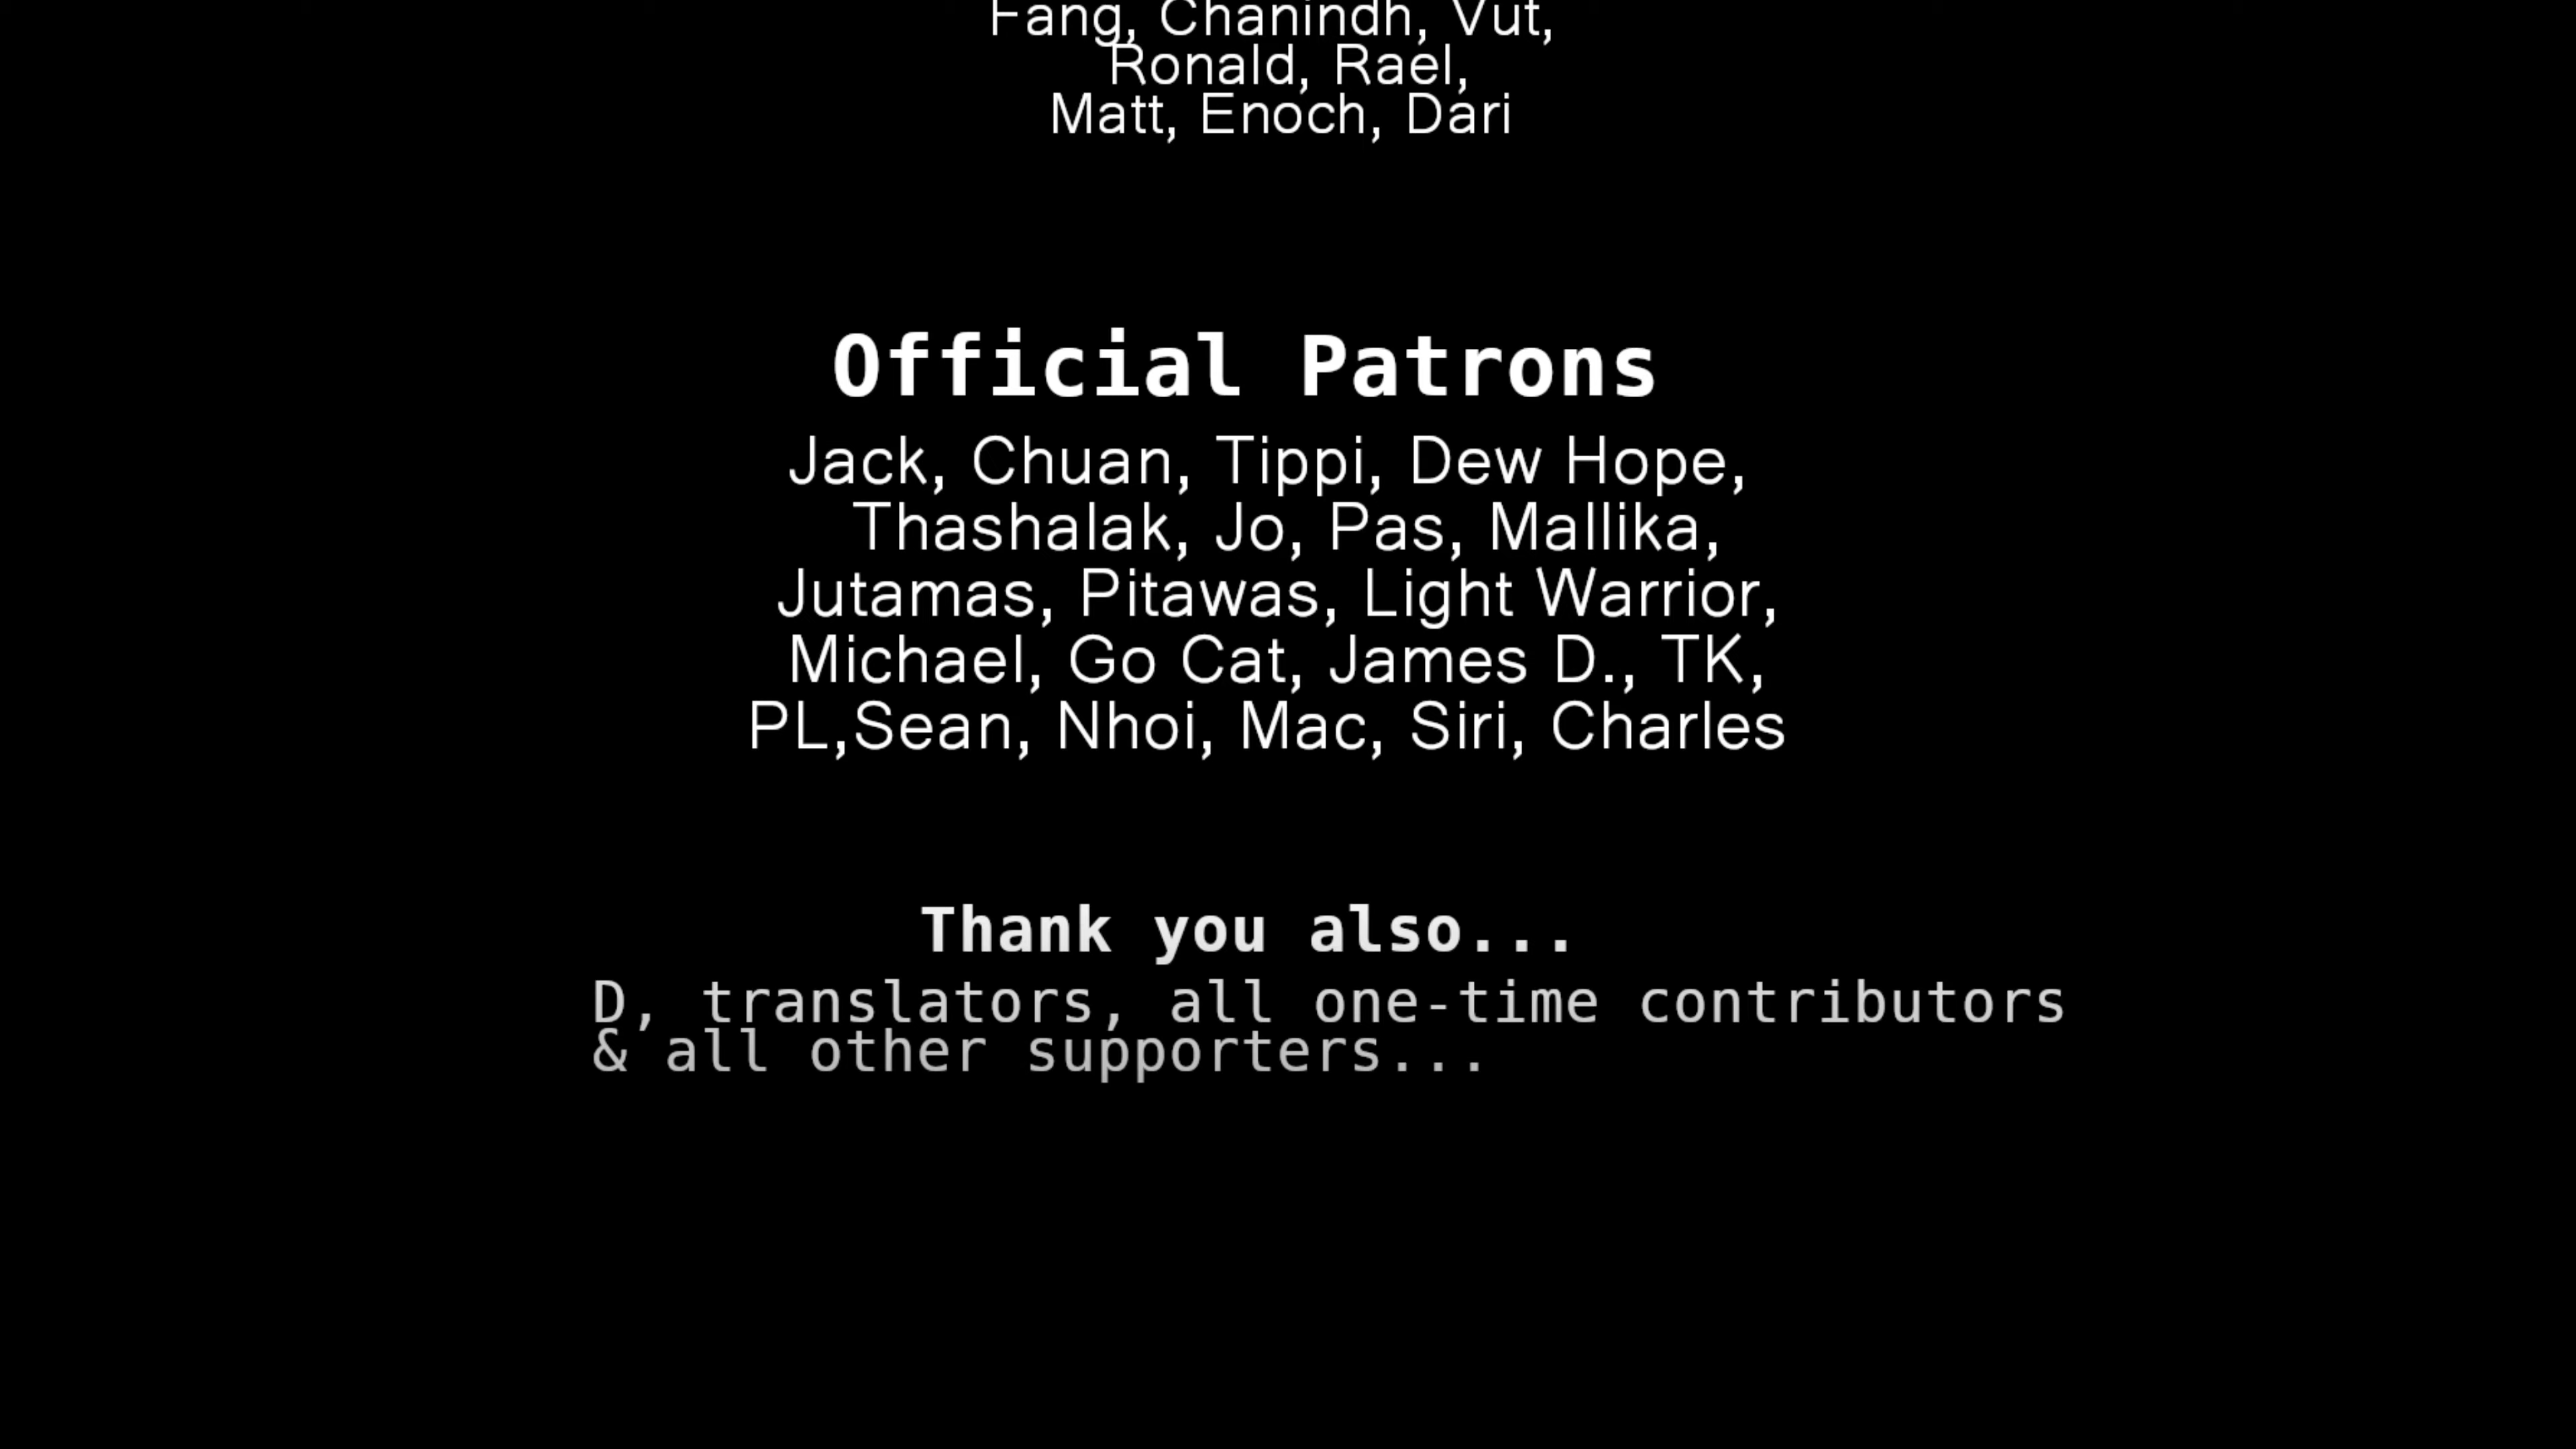 Fang, Chanindh, Vut,
Ronald, Rael,
Matt, Enoch, Dari
Official Patrons
Jack, Chuan, Tippi, Dew Hope,
Thashalak, Jo, Pas, Mallika,
Jutamas, Pitawas, Light Warrior,
Michael, Go Cat, James D., TK,
PL,Sean, Nhoi, Mac, Siri, Charles
Thank you also...
D, translators, all one-time contributors
& all other supporters...